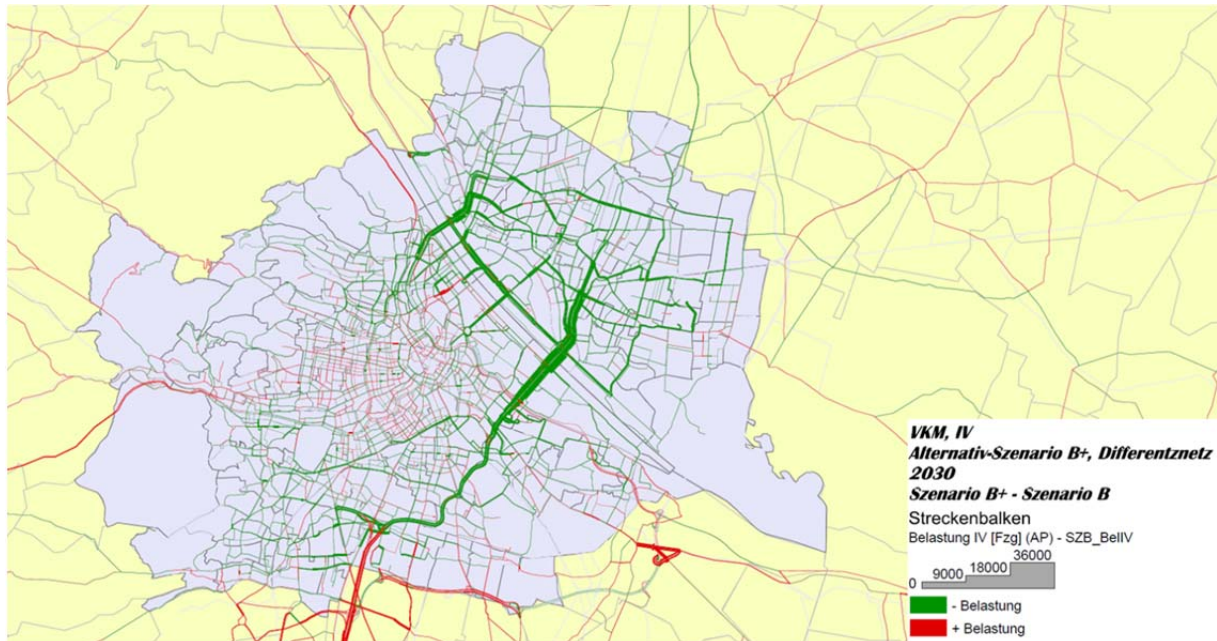 VKM, IV
Alternativ-Szenario B+, Differentznetz
2030
Szenario B+ - Szenario B
Streckenbalken
Belastung IV [Fzg] (AP) - SZB_BelIV
0 9000 18000 36000
- Belastung
+ Belastung